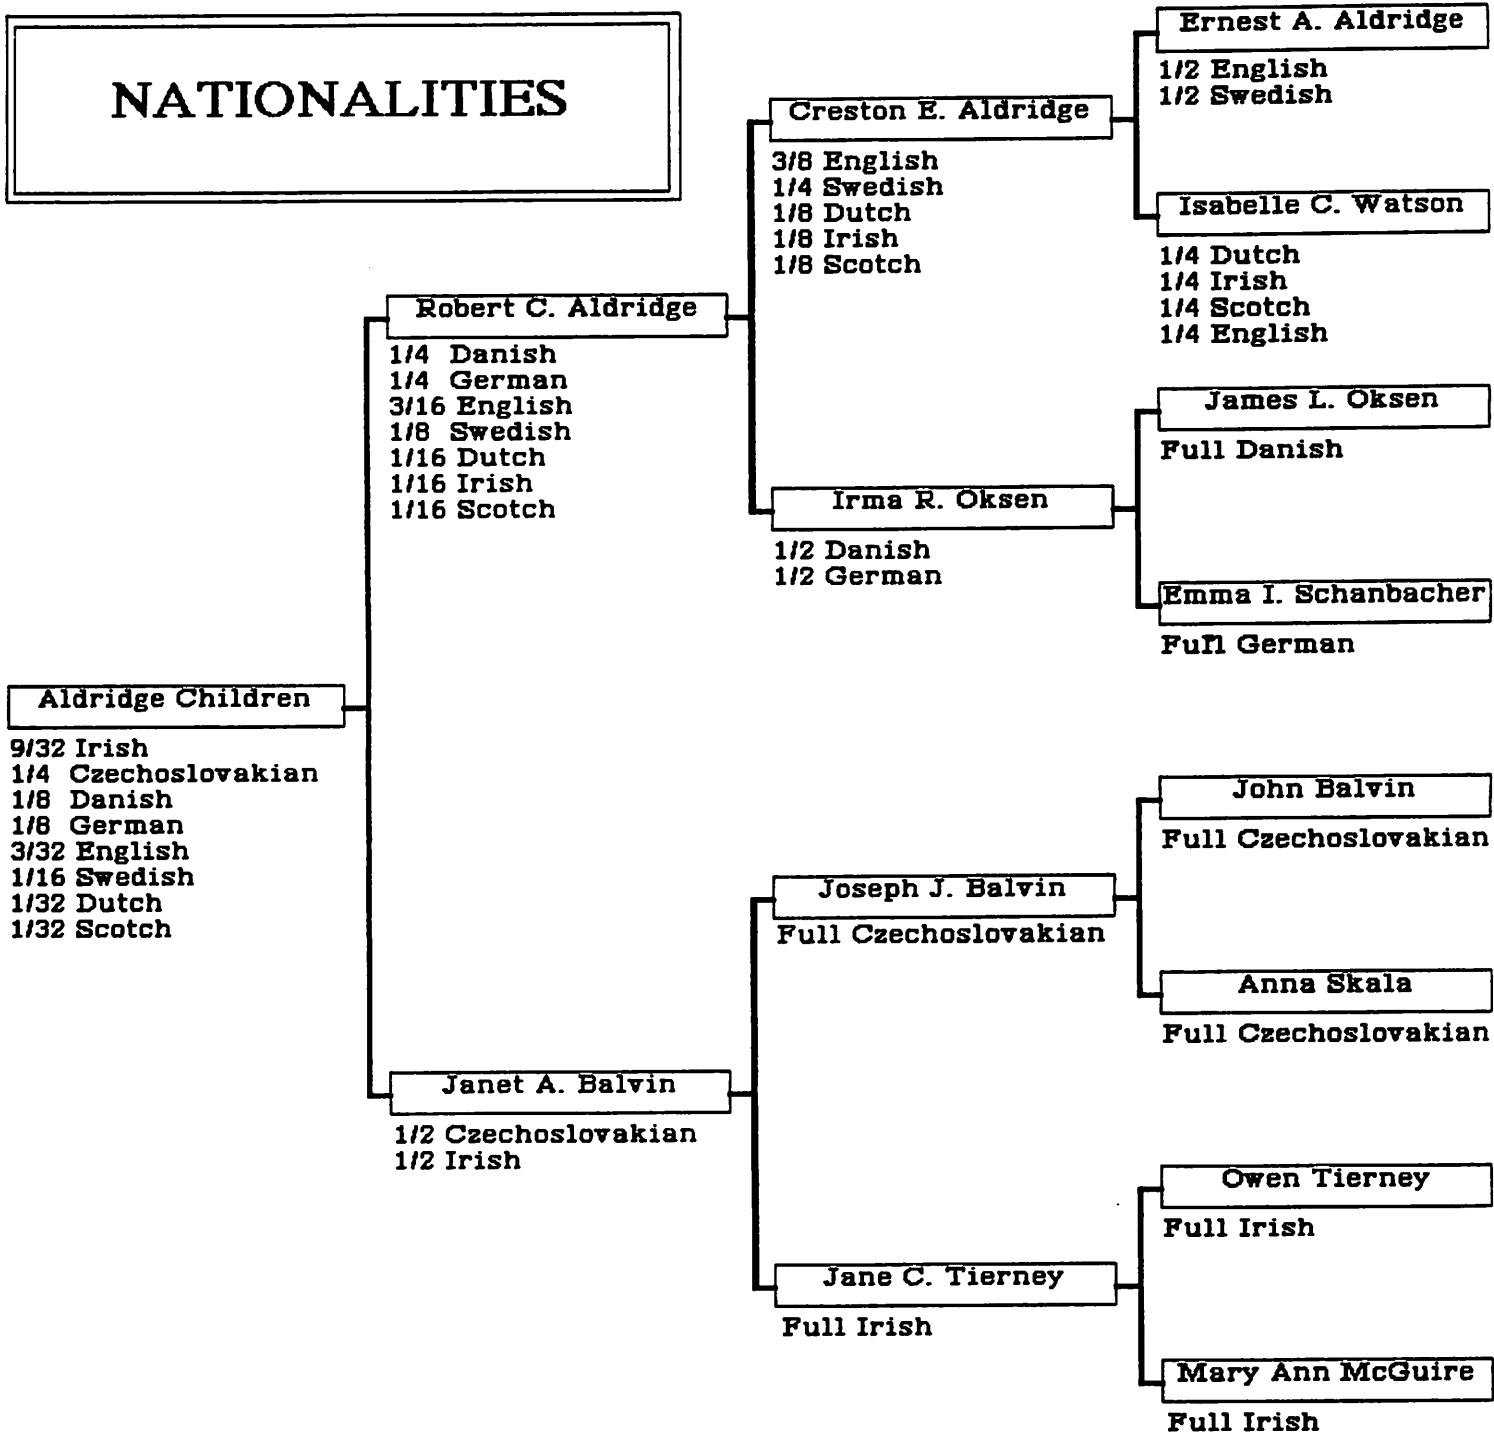 NATIONALITIES
Ernest A. Aldridge
1/2 English
1/2 Swedish
Creston E. Aldridge
3/8 English
1/4 Swedish
1/8 Dutch
1/8 Irish
1/8 Scotch
Isabelle C. Watson
1/4 Dutch
1/4 Irish
1/4 Scotch
1/4 English
Robert C. Aldridge
1/4 Danish
1/4 German
3/16 English
1/8 Swedish
1/16 Dutch
1/16 Irish
1/16 Scotch
James L. Oksen
Full Danish
Irma R. Oksen
1/2 Danish
1/2 German
Emma I. Schanbacher
Full German
Aldridge Children
9/32 Irish
1/4 Czechoslovakian
1/8 Danish
1/8 German
3/32 English
1/16 Swedish
1/32 Dutch
1/32 Scotch
John Balvin
Full Czechoslovakian
Joseph J. Balvin
Full Czechoslovakian
Anna Skala
Full Czechoslovakian
Janet A. Balvin
1/2 Czechoslovakian
1/2 Irish
Owen Tierney
Full Irish
Jane C. Tierney
Full Irish
Mary Ann McGuire
Full Irish